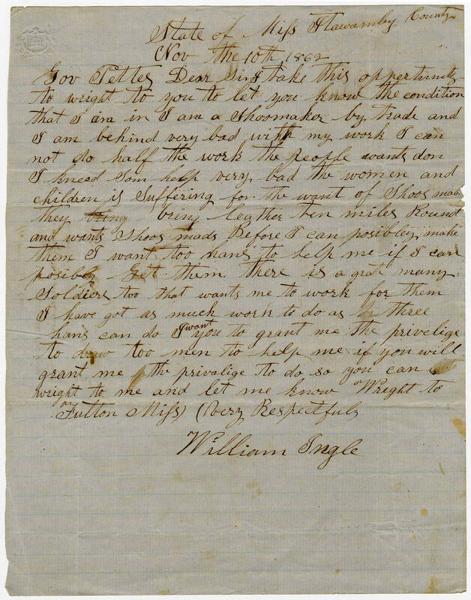 State of Miss Itawamby County
Nov the 10th 1862
Gov Pettes Dear Sir I take this oppertunity
to wright to you to let you know the condition
that I am in I am a Shoemaker by trade and
I am behind very bad with my work I can
not do half the work the people wants don
I knead Som help very bad the women and
children is Suffering for the want of Shoes made
they bring leather ten miles Round
and wants Shoes made Before I can posibley make
them I want too hans to help me if I can
posibley get them there is a grat many
Soldiers too that wants me to work for them
I have got as much work to do as three
hans can do I want you to grant me the privelige
to draw too men to help me if you will
grant me the privalige to do so you can
wright to me and let me know Wright to
Fulton Miss) (Very Respectfuly
William Ingle